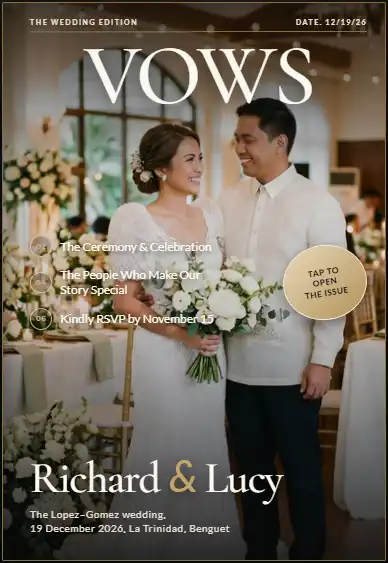 THE WEDDING EDITION
DATE. 12/19/26
VOWS
The Ceremony & Celebration
The People Who Make Our
Story Special
Kindly RSVP by November 15
TAP TO
OPEN
THE ISSUE
Richard & Lucy
The Lopez–Gomez wedding,
19 December 2026, La Trinidad, Benguet